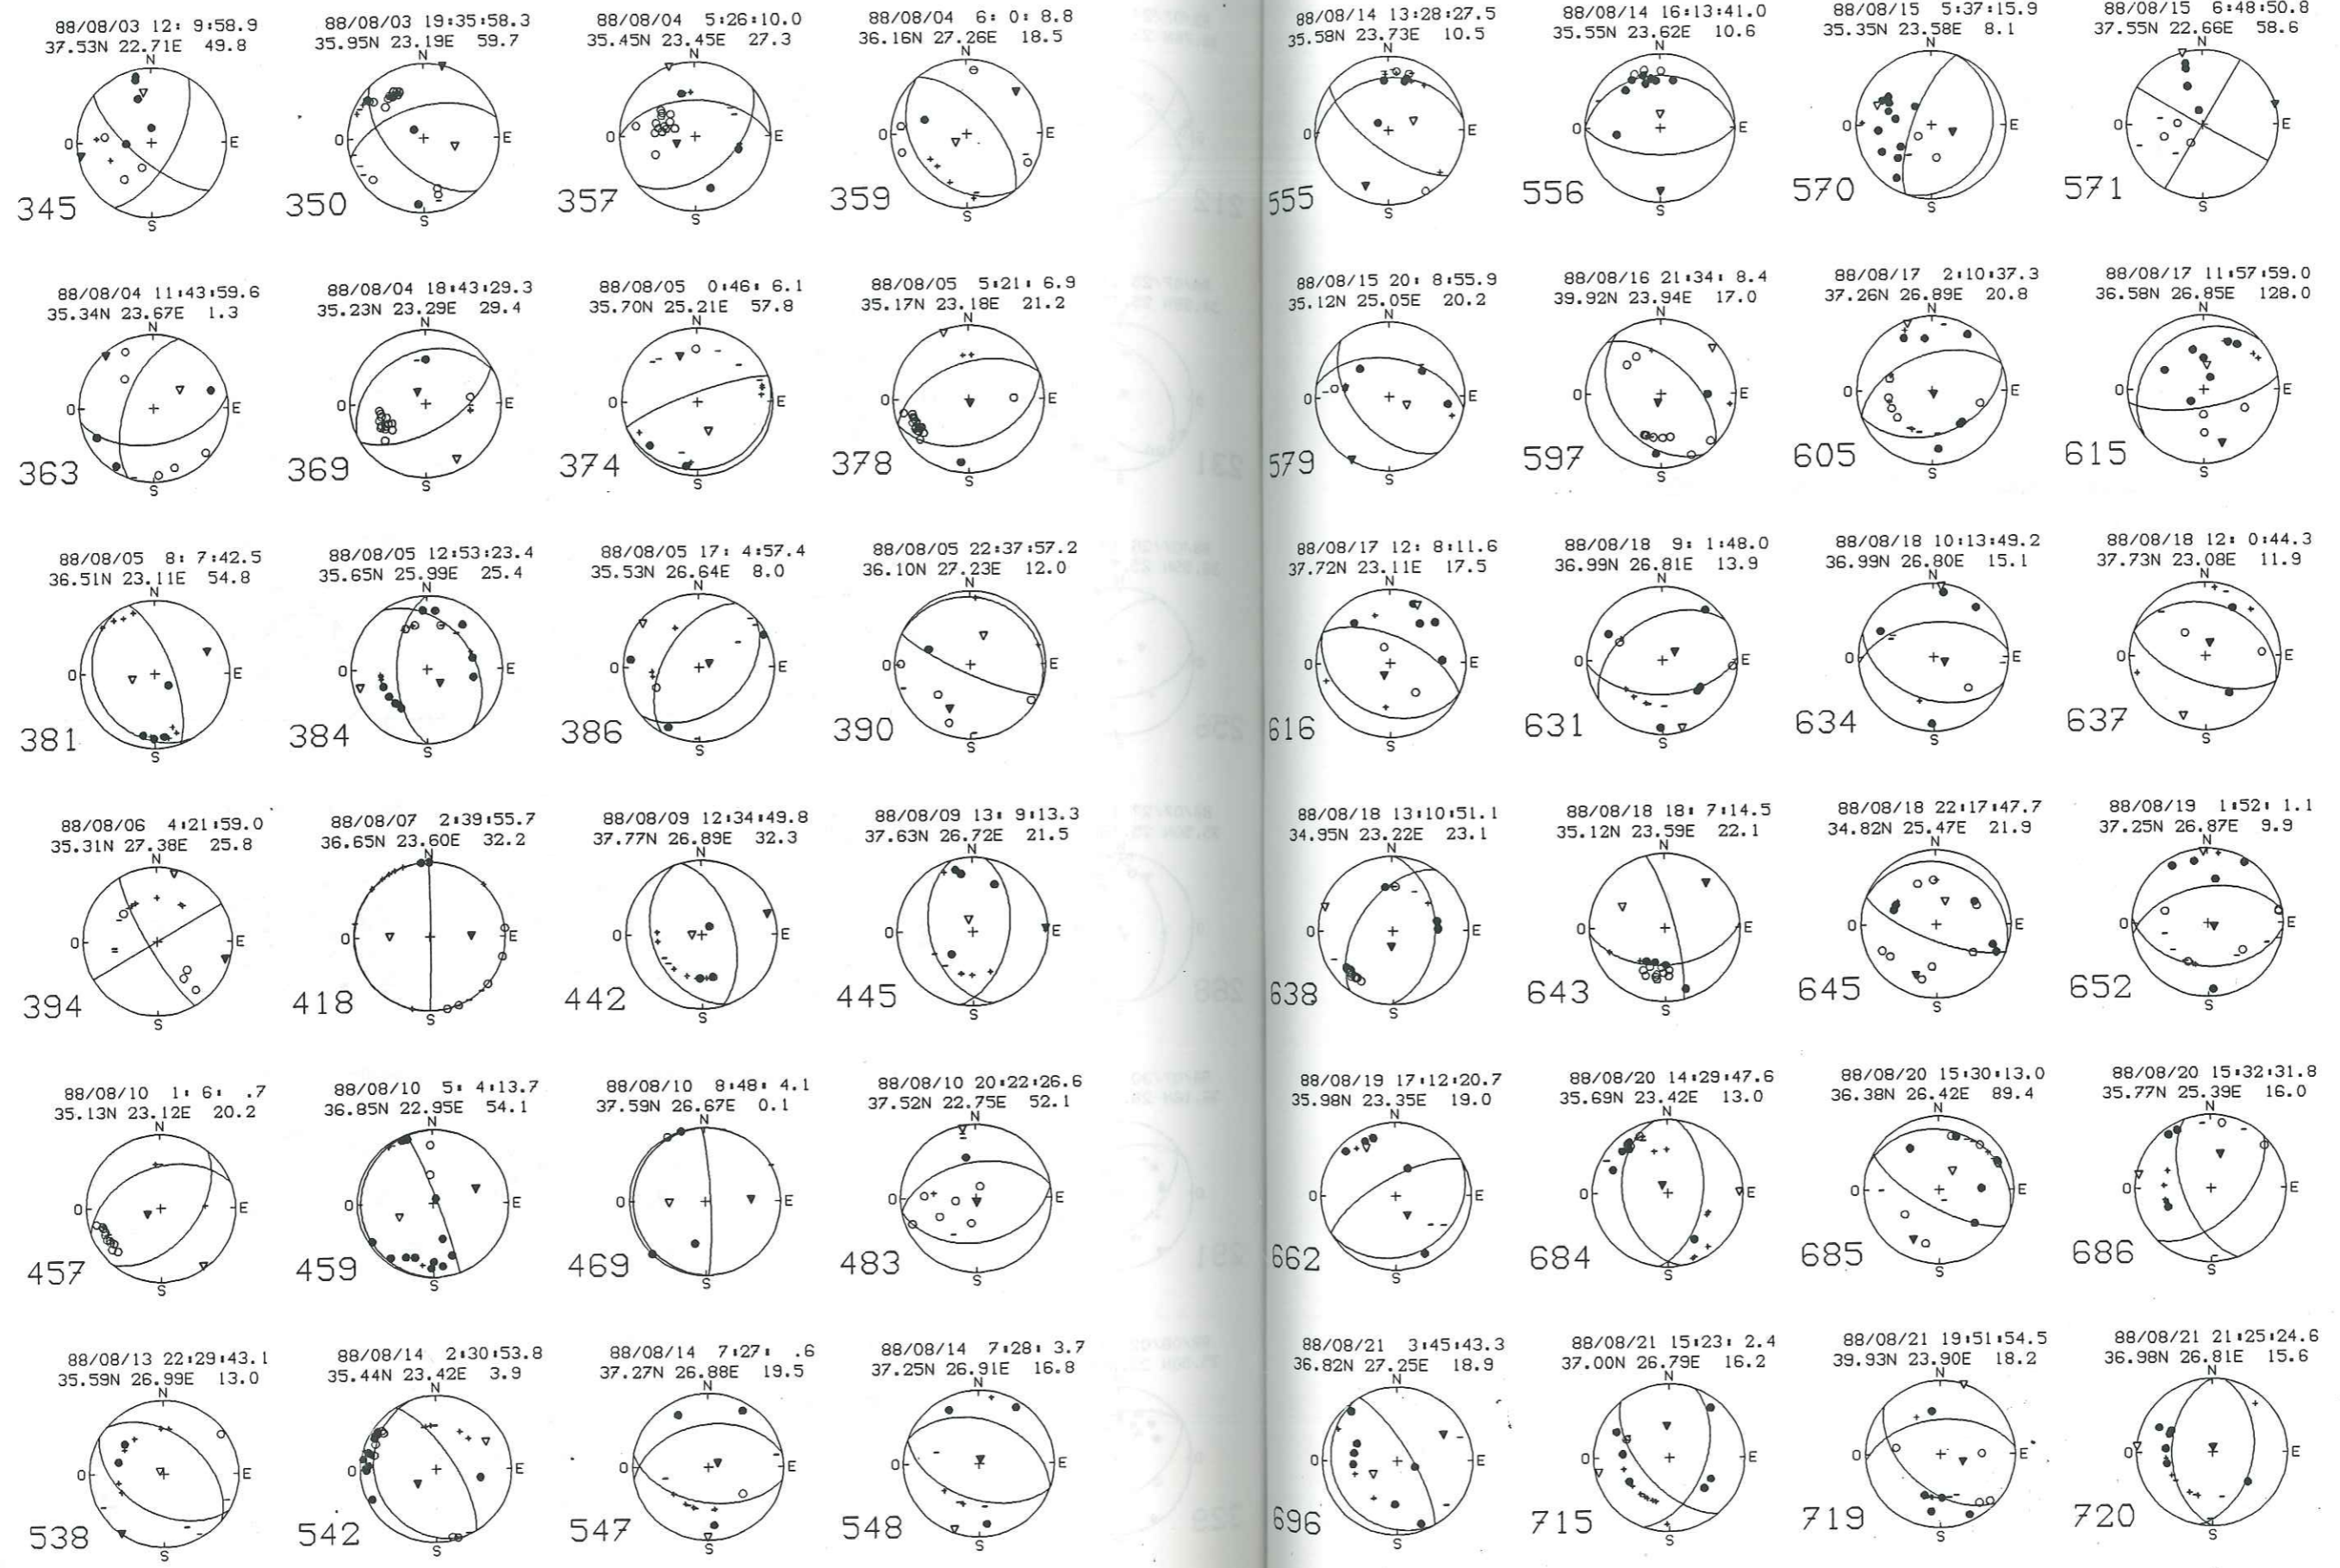 88/08/03 12: 9:58.9
37.53N 22.71E 49.8
N
O E
S
345
88/08/03 19:35:58.3
35.95N 23.19E 59.7
N
O E
S
350
88/08/04 5:26:10.0
35.45N 23.45E 27.3
N
O E
S
357
88/08/04 6: 0: 8.8
36.16N 27.26E 18.5
N
O E
S
359
88/08/04 11:43:59.6
35.34N 23.67E 1.3
N
O E
S
363
88/08/04 18:43:29.3
35.23N 23.29E 29.4
N
O E
S
369
88/08/05 0:46: 6.1
35.70N 25.21E 57.8
N
O E
S
374
88/08/05 5:21: 6.9
35.17N 23.18E 21.2
N
O E
S
378
88/08/05 8: 7:42.5
36.51N 23.11E 54.8
N
O E
S
381
88/08/05 12:53:23.4
35.65N 25.99E 25.4
N
O E
S
384
88/08/05 17: 4:57.4
35.53N 26.64E 8.0
N
O E
S
386
88/08/05 22:37:57.2
36.10N 27.23E 12.0
N
O E
S
390
88/08/06 4:21:59.0
35.31N 27.38E 25.8
N
O E
S
394
88/08/07 2:39:55.7
36.65N 23.60E 32.2
N
O E
S
418
88/08/09 12:34:49.8
37.77N 26.89E 32.3
N
O E
S
442
88/08/09 13: 9:13.3
37.63N 26.72E 21.5
N
O E
S
445
88/08/10 1: 6: .7
35.13N 23.12E 20.2
N
O E
S
457
88/08/10 5: 4:13.7
36.85N 22.95E 54.1
N
O E
S
459
88/08/10 8:48: 4.1
37.59N 26.67E 0.1
N
O E
S
469
88/08/10 20:22:26.6
37.52N 22.75E 52.1
N
O E
S
483
88/08/13 22:29:43.1
35.59N 26.99E 13.0
N
O E
S
538
88/08/14 2:30:53.8
35.44N 23.42E 3.9
N
O E
S
542
88/08/14 7:27: .6
37.27N 26.88E 19.5
N
O E
S
547
88/08/14 7:28: 3.7
37.25N 26.91E 16.8
N
O E
S
548
88/08/14 13:28:27.5
35.58N 23.73E 10.5
N
O E
S
555
88/08/14 16:13:41.0
35.55N 23.62E 10.6
N
O E
S
556
88/08/15 5:37:15.9
35.35N 23.58E 8.1
N
O E
S
570
88/08/15 6:48:50.8
37.55N 22.66E 58.6
N
O E
S
571
88/08/15 20: 8:55.9
35.12N 25.05E 20.2
N
O E
S
579
88/08/16 21:34: 8.4
39.92N 23.94E 17.0
N
O E
S
597
88/08/17 2:10:37.3
37.26N 26.89E 20.8
N
O E
S
605
88/08/17 11:57:59.0
36.58N 26.85E 128.0
N
O E
S
615
88/08/17 12: 8:11.6
37.72N 23.11E 17.5
N
O E
S
616
88/08/18 9: 1:48.0
36.99N 26.81E 13.9
N
O E
S
631
88/08/18 10:13:49.2
36.99N 26.80E 15.1
N
O E
S
634
88/08/18 12: 0:44.3
37.73N 23.08E 11.9
N
O E
S
637
88/08/18 13:10:51.1
34.95N 23.22E 23.1
N
O E
S
638
88/08/18 18: 7:14.5
35.12N 23.59E 22.1
N
O E
S
643
88/08/18 22:17:47.7
34.82N 25.47E 21.9
N
O E
S
645
88/08/19 1:52: 1.1
37.25N 26.87E 9.9
N
O E
S
652
88/08/19 17:12:20.7
35.98N 23.35E 19.0
N
O E
S
662
88/08/20 14:29:47.6
35.69N 23.42E 13.0
N
O E
S
684
88/08/20 15:30:13.0
36.38N 26.42E 89.4
N
O E
S
685
88/08/20 15:32:31.8
35.77N 25.39E 16.0
N
O E
S
686
88/08/21 3:45:43.3
36.82N 27.25E 18.9
N
O E
S
696
88/08/21 15:23: 2.4
37.00N 26.79E 16.2
N
O E
S
715
88/08/21 19:51:54.5
39.93N 23.90E 18.2
N
O E
S
719
88/08/21 21:25:24.6
36.98N 26.81E 15.6
N
O E
S
720